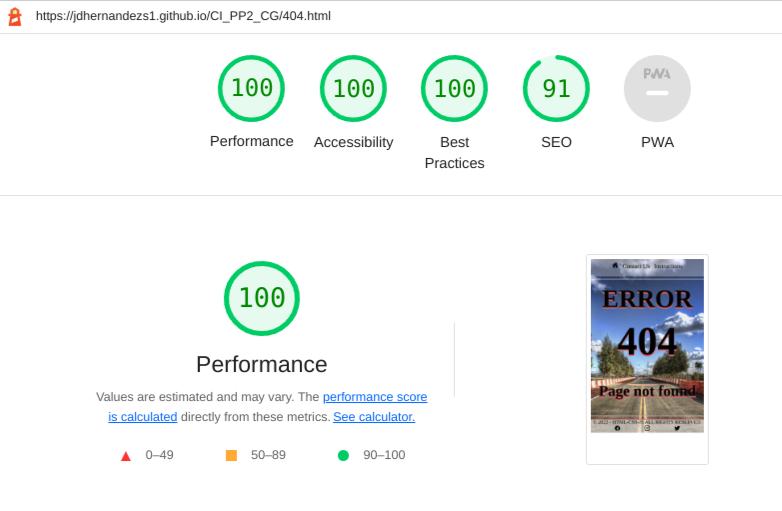 https://jdhernandezs1.github.io/CI_PP2_CG/404.html
100 100 100 91 PWA
Performance Accessibility Best Practices SEO PWA
100
Performance
Values are estimated and may vary. The performance score
is calculated directly from these metrics. See calculator.
0–49 50–89 90–100
Contact Us Instructions
ERROR
404
Page not found